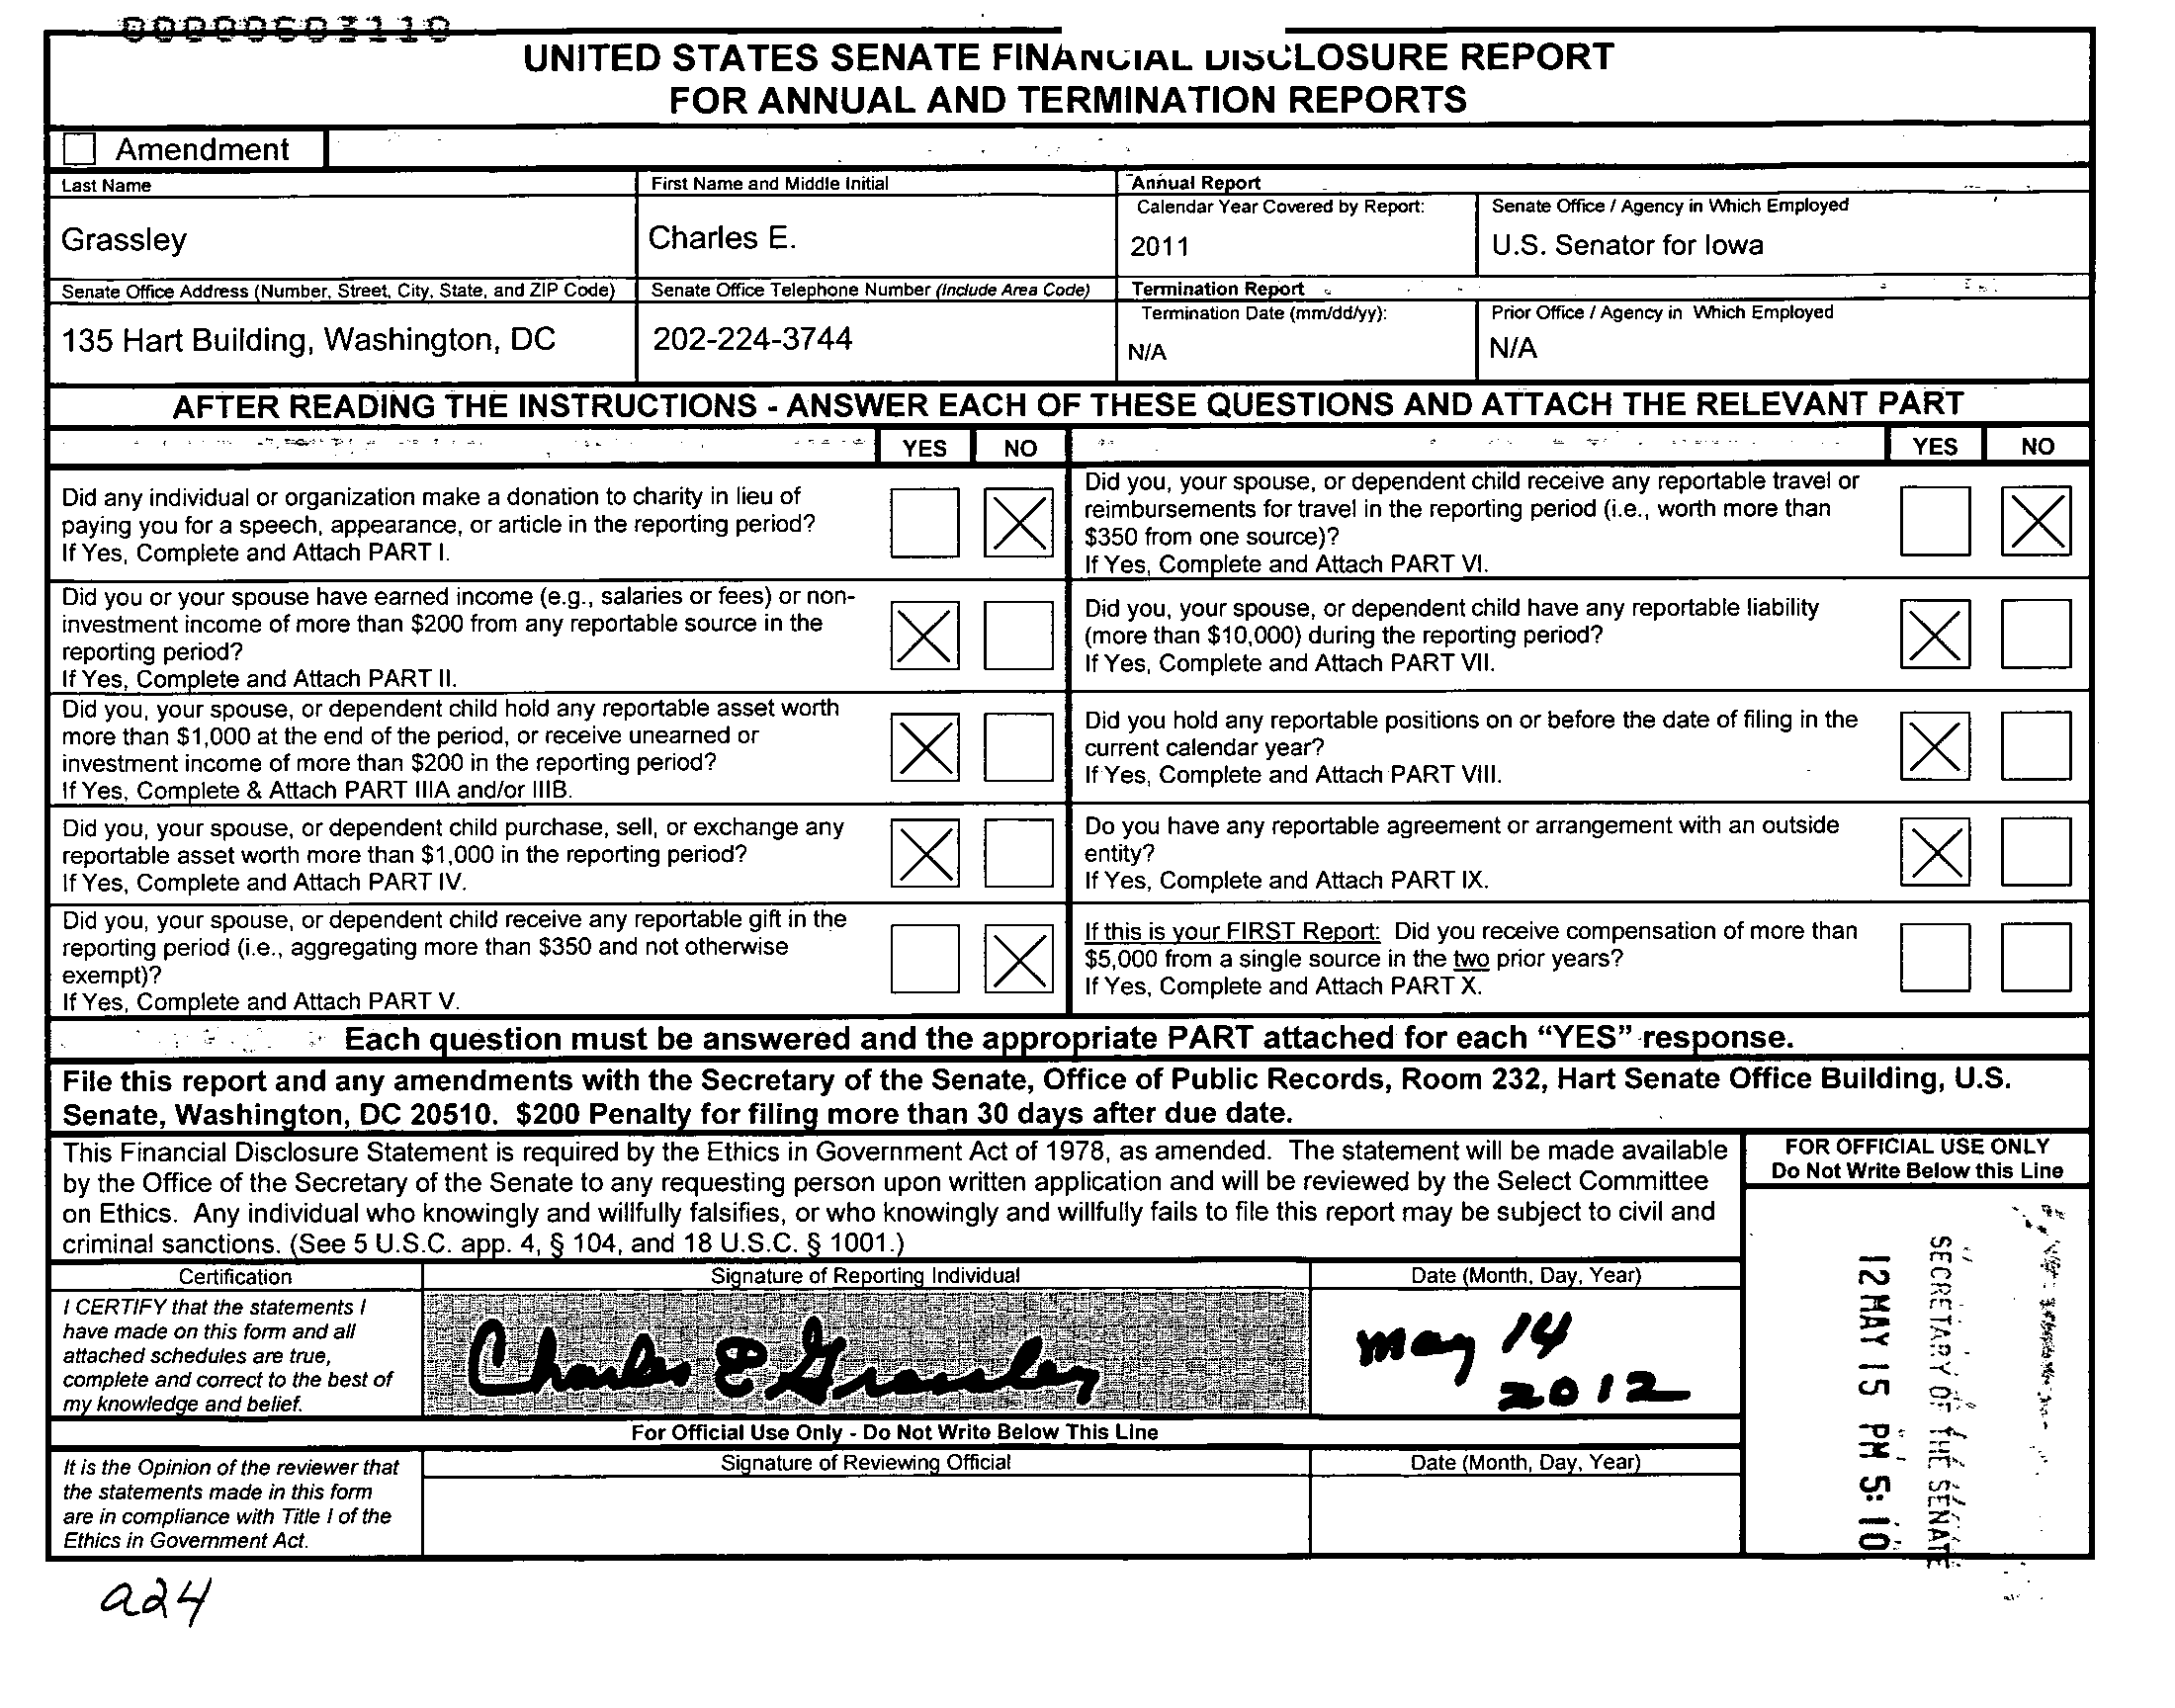 00000603110
UNITED STATES SENATE FINANCIAL DISCLOSURE REPORT
FOR ANNUAL AND TERMINATION REPORTS
Amendment
Last Name
First Name and Middle Initial
Annual Report
Calendar Year Covered by Report:
Senate Office / Agency in Which Employed
Grassley
Charles E.
2011
U.S. Senator for Iowa
Senate Office Address (Number, Street, City, State, and ZIP Code)
Senate Office Telephone Number (Include Area Code)
Termination Report
Termination Date (mm/dd/yy):
Prior Office / Agency in Which Employed
135 Hart Building, Washington, DC
202-224-3744
N/A
N/A
AFTER READING THE INSTRUCTIONS - ANSWER EACH OF THESE QUESTIONS AND ATTACH THE RELEVANT PART
YES
NO
YES
NO
Did any individual or organization make a donation to charity in lieu of
paying you for a speech, appearance, or article in the reporting period?
If Yes, Complete and Attach PART I.
Did you, your spouse, or dependent child receive any reportable travel or
reimbursements for travel in the reporting period (i.e., worth more than
$350 from one source)?
If Yes, Complete and Attach PART VI.
Did you or your spouse have earned income (e.g., salaries or fees) or non-
investment income of more than $200 from any reportable source in the
reporting period?
If Yes, Complete and Attach PART II.
Did you, your spouse, or dependent child have any reportable liability
(more than $10,000) during the reporting period?
If Yes, Complete and Attach PART VII.
Did you, your spouse, or dependent child hold any reportable asset worth
more than $1,000 at the end of the period, or receive unearned or
investment income of more than $200 in the reporting period?
If Yes, Complete & Attach PART IIIA and/or IIIB.
Did you hold any reportable positions on or before the date of filing in the
current calendar year?
If Yes, Complete and Attach PART VIII.
Did you, your spouse, or dependent child purchase, sell, or exchange any
reportable asset worth more than $1,000 in the reporting period?
If Yes, Complete and Attach PART IV.
Do you have any reportable agreement or arrangement with an outside
entity?
If Yes, Complete and Attach PART IX.
Did you, your spouse, or dependent child receive any reportable gift in the
reporting period (i.e., aggregating more than $350 and not otherwise
exempt)?
If Yes, Complete and Attach PART V.
If this is your FIRST Report: Did you receive compensation of more than
$5,000 from a single source in the two prior years?
If Yes, Complete and Attach PART X.
Each question must be answered and the appropriate PART attached for each “YES” response.
File this report and any amendments with the Secretary of the Senate, Office of Public Records, Room 232, Hart Senate Office Building, U.S.
Senate, Washington, DC 20510. $200 Penalty for filing more than 30 days after due date.
This Financial Disclosure Statement is required by the Ethics in Government Act of 1978, as amended. The statement will be made available
by the Office of the Secretary of the Senate to any requesting person upon written application and will be reviewed by the Select Committee
on Ethics. Any individual who knowingly and willfully falsifies, or who knowingly and willfully fails to file this report may be subject to civil and
criminal sanctions. (See 5 U.S.C. app. 4, § 104, and 18 U.S.C. § 1001.)
FOR OFFICIAL USE ONLY
Do Not Write Below this Line
Certification
Signature of Reporting Individual
Date (Month, Day, Year)
I CERTIFY that the statements I
have made on this form and all
attached schedules are true,
complete and correct to the best of
my knowledge and belief.
Charles E Grassley
may 14
2012
For Official Use Only - Do Not Write Below This Line
It is the Opinion of the reviewer that
the statements made in this form
are in compliance with Title I of the
Ethics in Government Act.
Signature of Reviewing Official
Date (Month, Day, Year)
SECRETARY OF THE SENATE
12 MAY 15 PM 5:10
a24